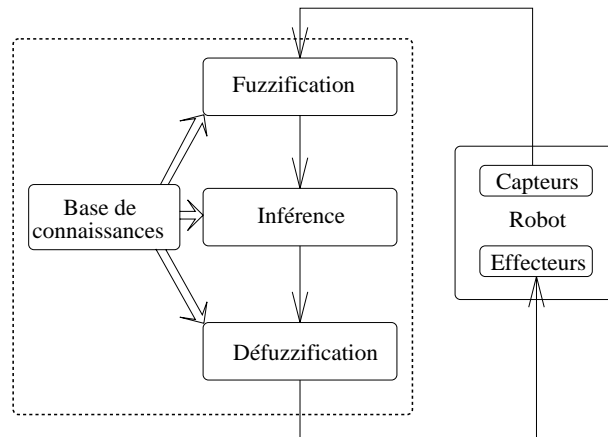 Fuzzification
Base de
connaissances
Inférence
Défuzzification
Capteurs
Robot
Effecteurs